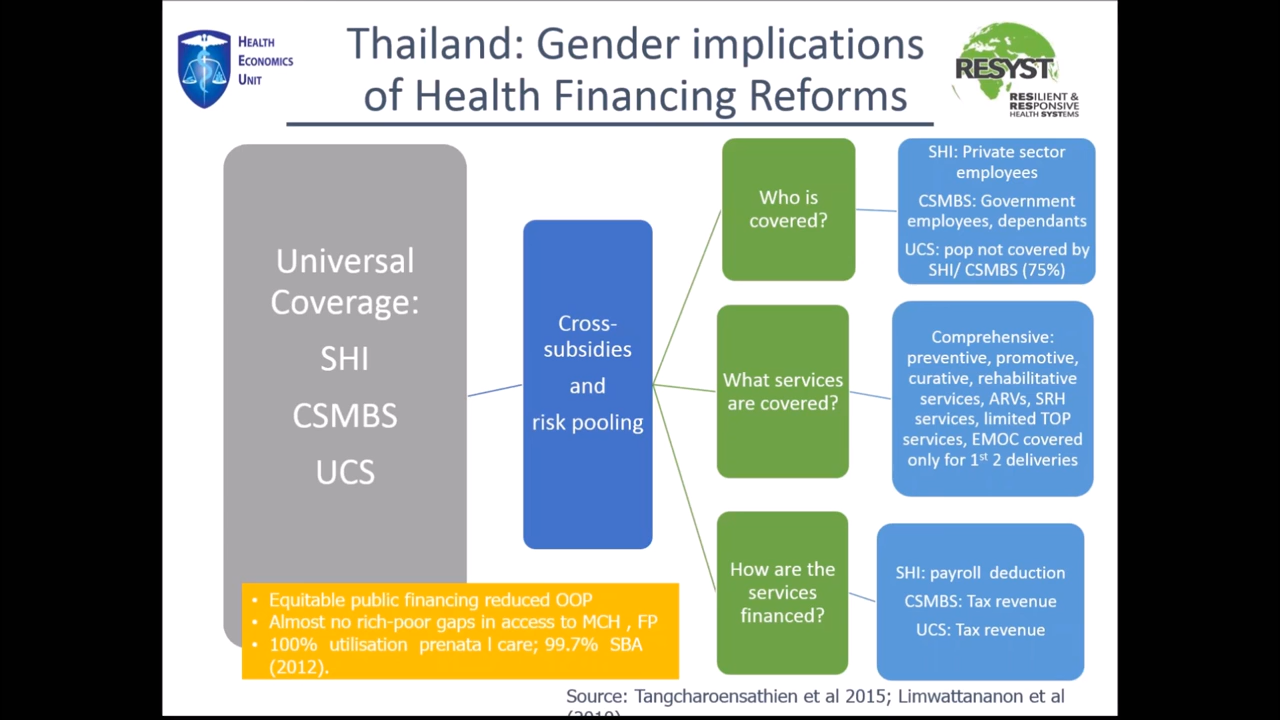 HEALTH
ECONOMICS
UNIT
Thailand: Gender implications
of Health Financing Reforms
RESYST
RESILIENT &
RESPONSIVE
HEALTH SYSTEMS
Universal
Coverage:
SHI
CSMBS
UCS
Cross-
subsidies
and
risk pooling
Who is
covered?
SHI: Private sector
employees
CSMBS: Government
employees, dependants
UCS: pop not covered by
SHI/ CSMBS (75%)
What services
are covered?
Comprehensive:
preventive, promotive,
curative, rehabilitative
services, ARVs, SRH
services, limited TOP
services, EMOC covered
only for 1st 2 deliveries
How are the
services
financed?
SHI: payroll deduction
CSMBS: Tax revenue
UCS: Tax revenue
• Equitable public financing reduced OOP
• Almost no rich-poor gaps in access to MCH , FP
• 100% utilisation prenata l care; 99.7% SBA
(2012).
Source: Tangcharoensathien et al 2015; Limwattananon et al